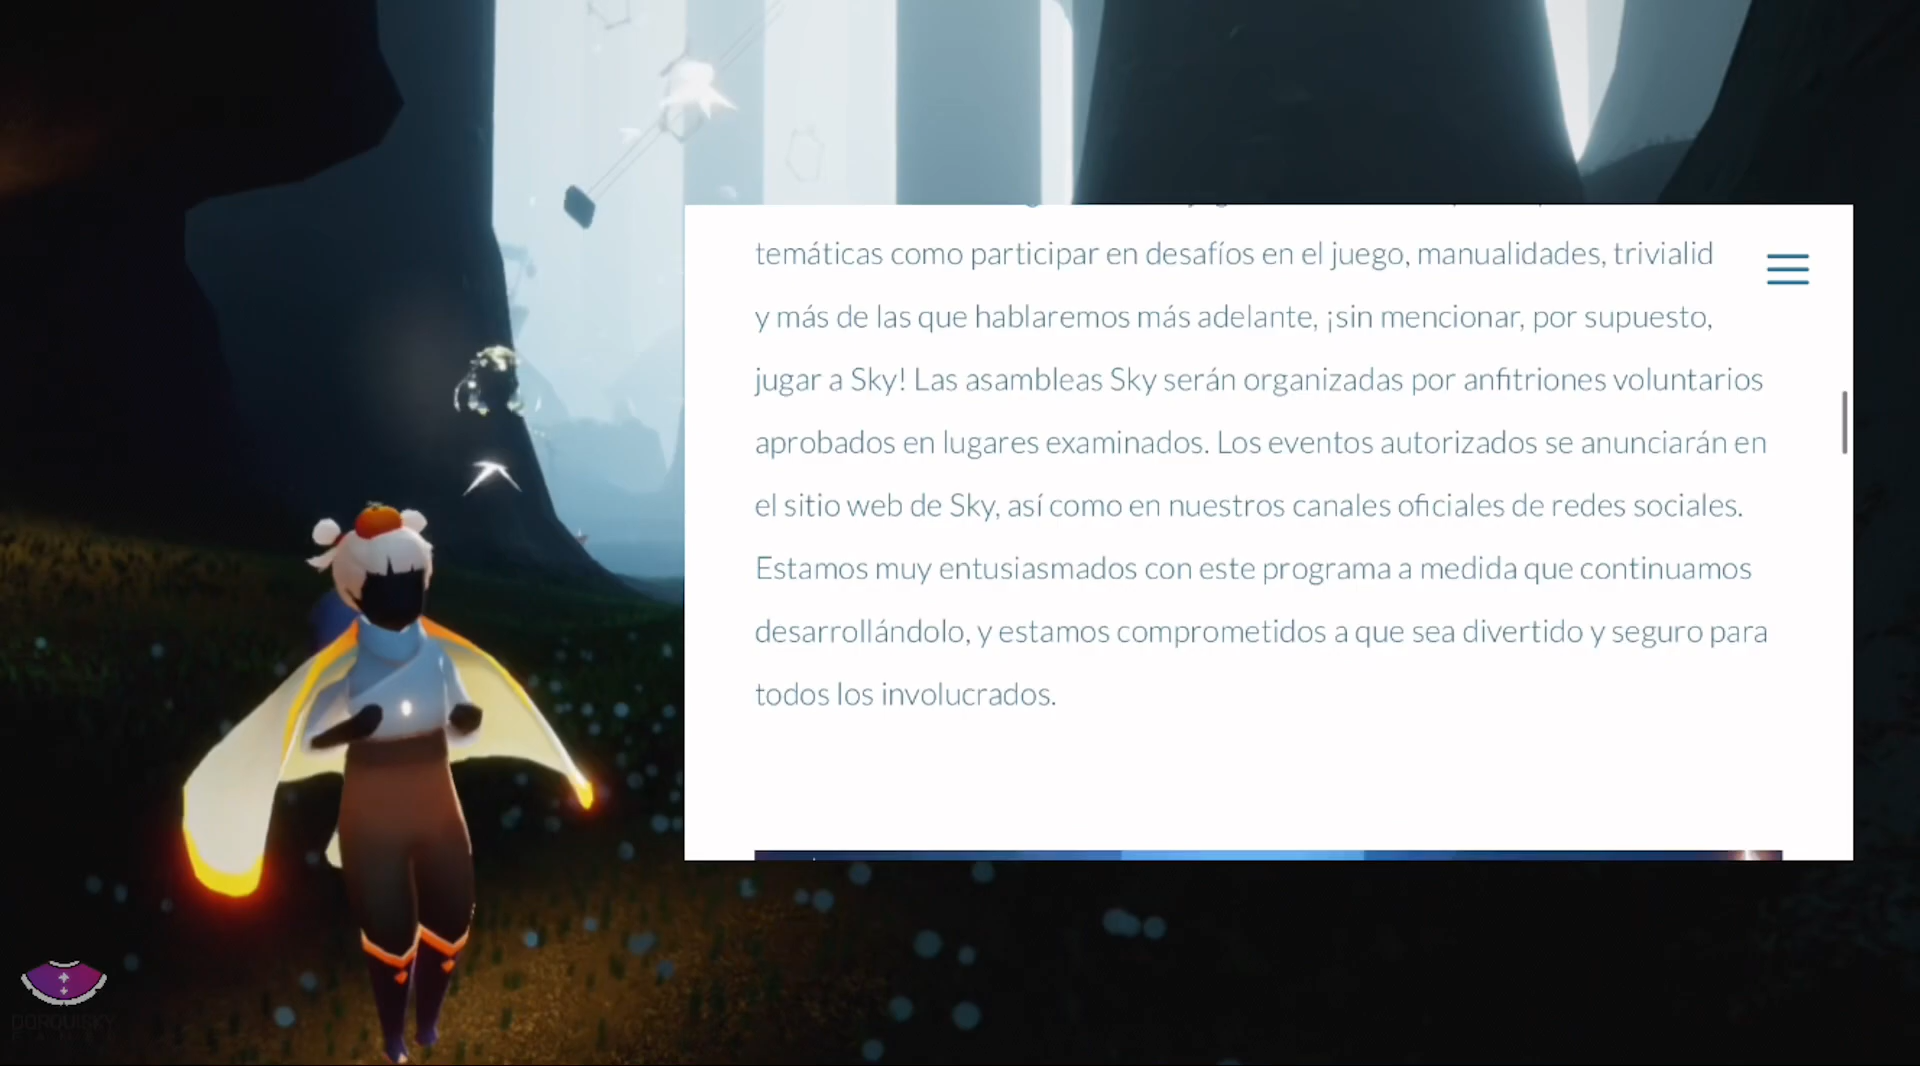 temáticas como participar en desafíos en el juego, manualidades, trivialid
y más de las que hablaremos más adelante, ¡sin mencionar, por supuesto,
jugar a Sky! Las asambleas Sky serán organizadas por anfitriones voluntarios
aprobados en lugares examinados. Los eventos autorizados se anunciarán en
el sitio web de Sky, así como en nuestros canales oficiales de redes sociales.
Estamos muy entusiasmados con este programa a medida que continuamos
desarrollándolo, y estamos comprometidos a que sea divertido y seguro para
todos los involucrados.
DORQUISKY